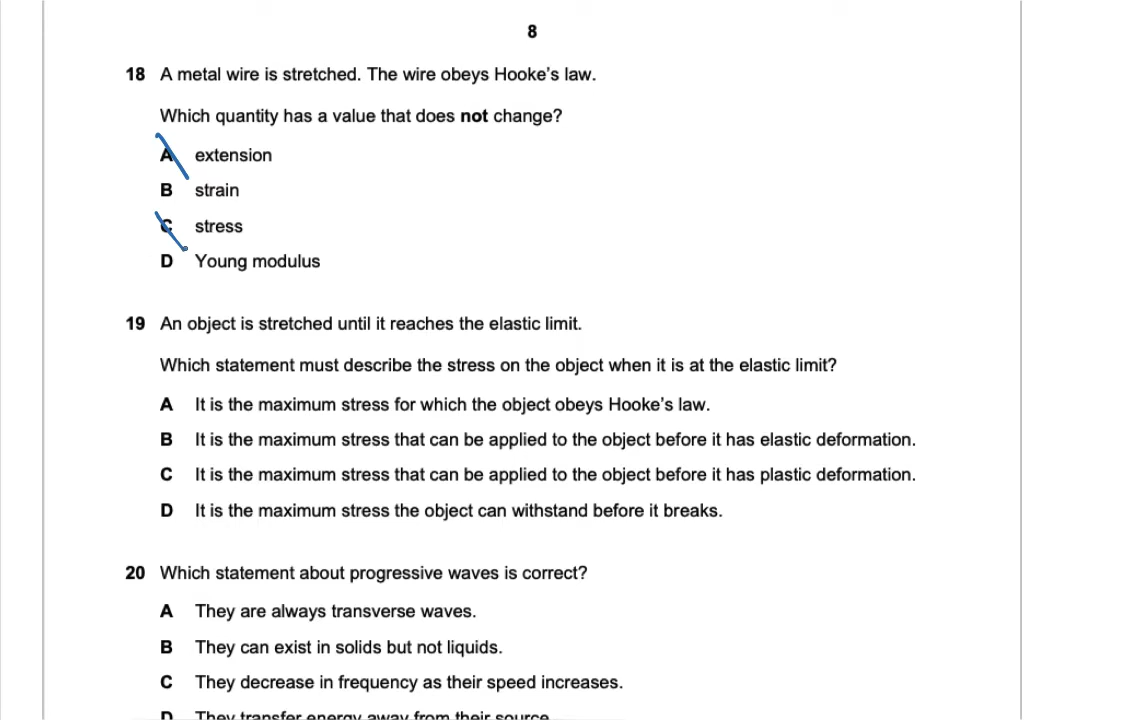 8
18 A metal wire is stretched. The wire obeys Hooke's law.
Which quantity has a value that does not change?
A extension
B strain
C stress
D Young modulus
19 An object is stretched until it reaches the elastic limit.
Which statement must describe the stress on the object when it is at the elastic limit?
A It is the maximum stress for which the object obeys Hooke's law.
B It is the maximum stress that can be applied to the object before it has elastic deformation.
C It is the maximum stress that can be applied to the object before it has plastic deformation.
D It is the maximum stress the object can withstand before it breaks.
20 Which statement about progressive waves is correct?
A They are always transverse waves.
B They can exist in solids but not liquids.
C They decrease in frequency as their speed increases.
D They transfer energy away from their source